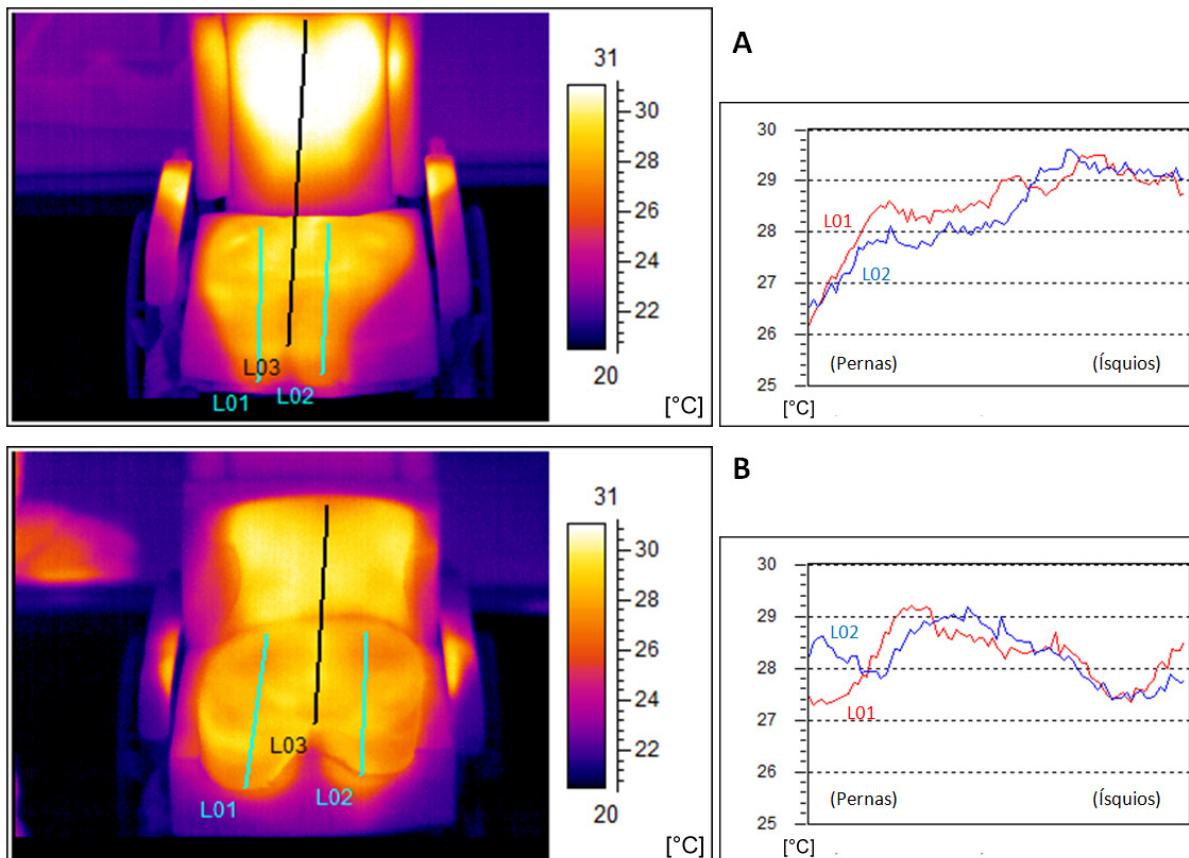 A
31
30
28
26
24
22
20
[°C]
L03
L01
L02
30
29
28
27
26
25
L01
L02
(Pernas)
(Ísquios)
[°C]
B
31
30
28
26
24
22
20
[°C]
L03
L01
L02
30
29
28
27
26
25
L02
L01
(Pernas)
(Ísquios)
[°C]